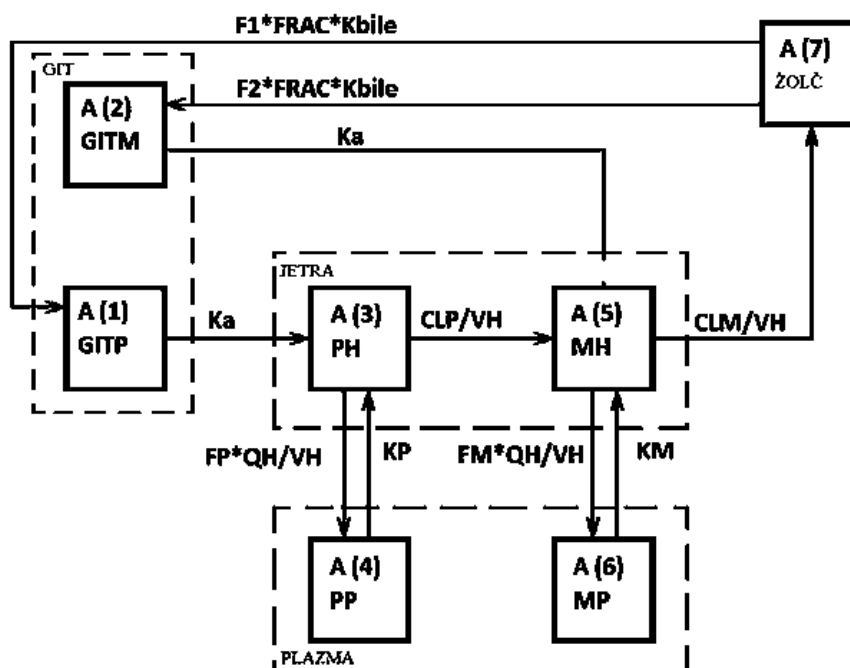 F1*FRAC*Kbile
A (7)
ŽOLČ
GIT
F2*FRAC*Kbile
A (2)
GITM
Ka
JETRA
A (1)
GITP
Ka
A (3)
PH
CLP/VH
A (5)
MH
CLM/VH
FP*QH/VH
KP
FM*QH/VH
KM
A (4)
PP
A (6)
MP
PLAZMA